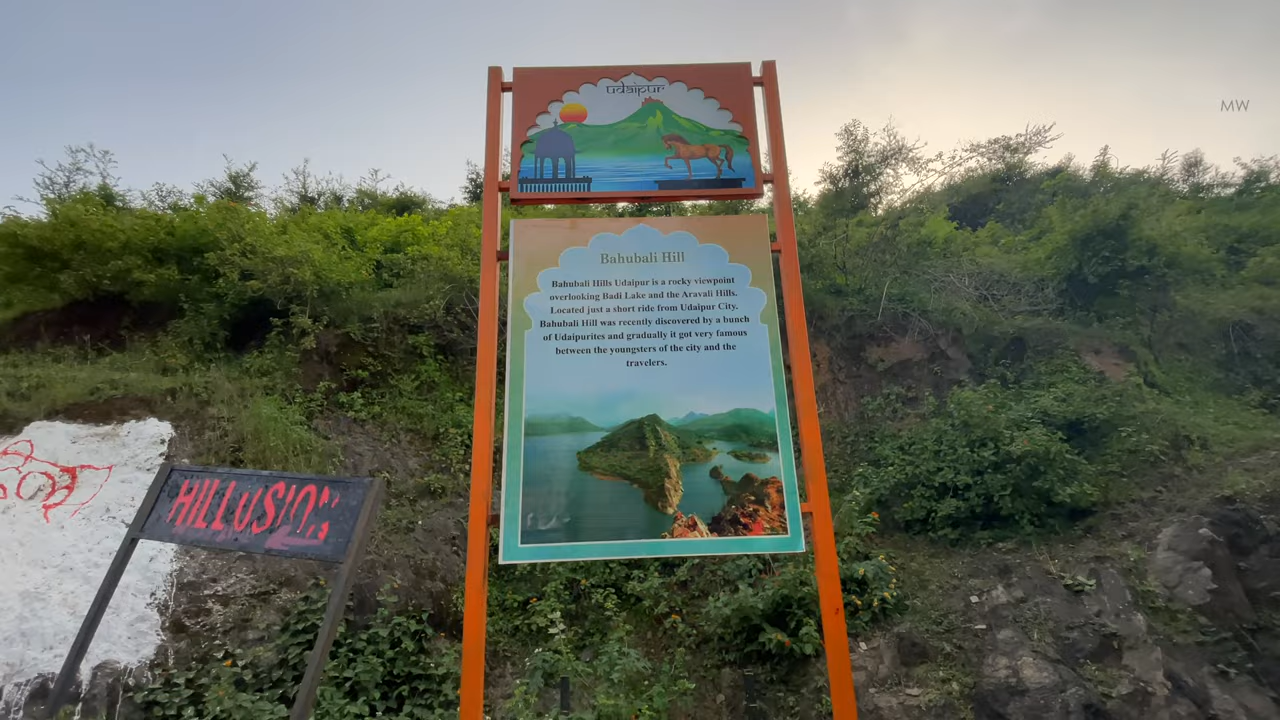 udaipur
MW
Bahubali Hill
Bahubali Hills Udaipur is a rocky viewpoint
overlooking Badi Lake and the Aravali Hills.
Located just a short ride from Udaipur City.
Bahubali Hill was recently discovered by a bunch
of Udaipurites and gradually it got very famous
between the youngsters of the city and the
travelers.
HILLUSION